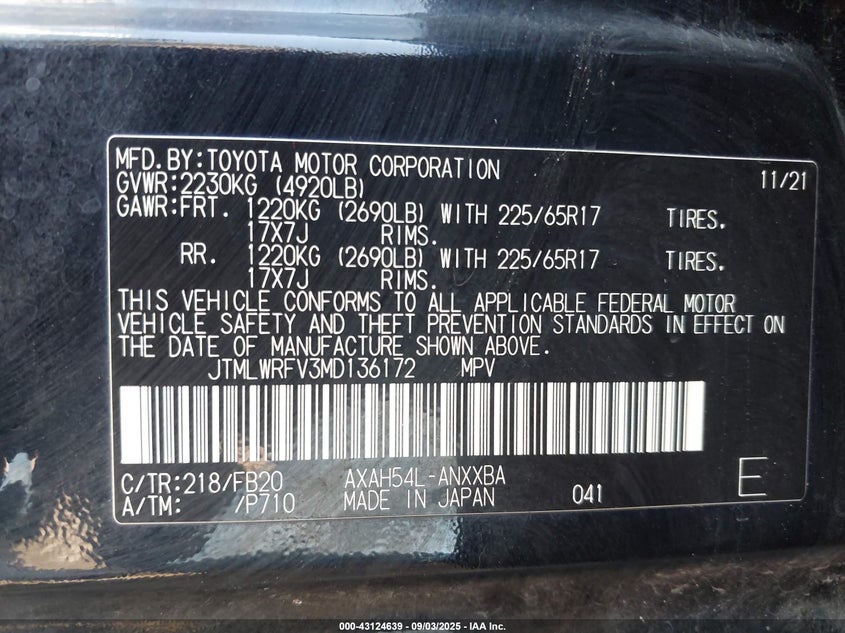 MFD.BY:TOYOTA MOTOR CORPORATION 11/21
GVWR:2230KG (4920LB)
GAWR:FRT. 1220KG (2690LB) WITH 225/65R17 TIRES.
17X7J RIMS.
RR. 1220KG (2690LB) WITH 225/65R17 TIRES.
17X7J RIMS.
THIS VEHICLE CONFORMS TO ALL APPLICABLE FEDERAL MOTOR
VEHICLE SAFETY AND THEFT PREVENTION STANDARDS IN EFFECT ON
THE DATE OF MANUFACTURE SHOWN ABOVE.
JTMLWRFV3MD136172 MPV
C/TR:218/FB20 AXAH54L-ANXXBA
A/TM: /P710 MADE IN JAPAN 041 E
000-43124639 - 09/03/2025 - IAA Inc.